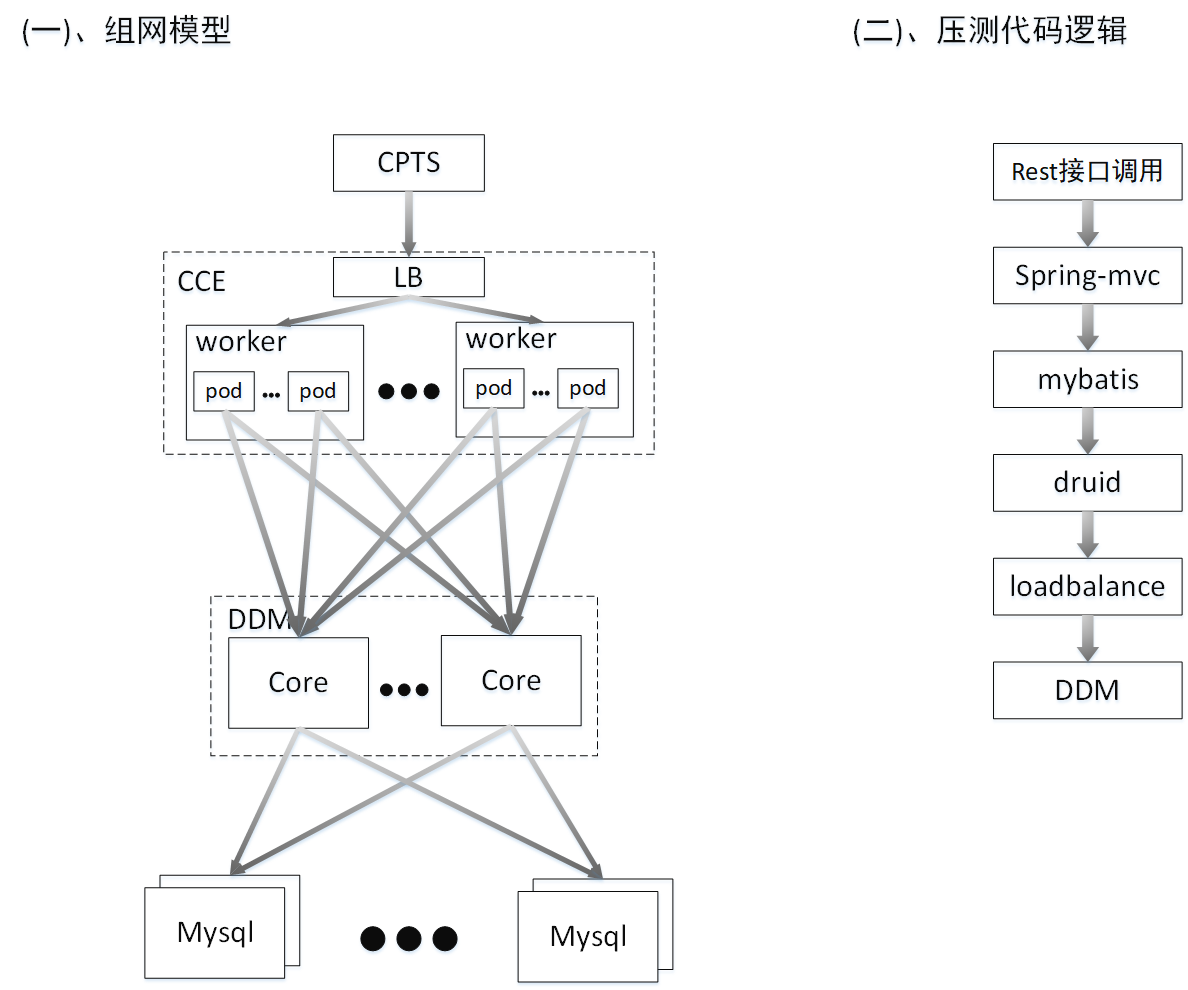 (一)、组网模型
(二)、压测代码逻辑
CPTS
CCE
LB
worker
worker
pod
...
pod
pod
...
pod
DDM
Core
Core
Mysql
Mysql
Rest接口调用
Spring-mvc
mybatis
druid
loadbalance
DDM